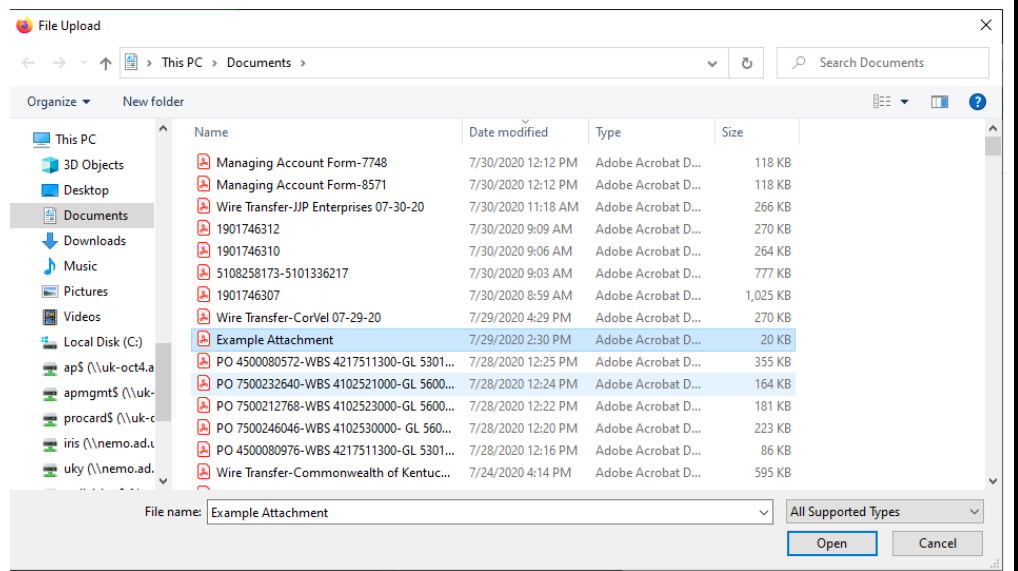 File Upload
This PC > Documents >
Search Documents
Organize
New folder
Name Date modified Type Size
This PC
3D Objects
Desktop
Documents
Downloads
Music
Pictures
Videos
Local Disk (C:)
ap$ (\\uk-oct4.a
apmgmt$ (\\uk-
procard$ (\\uk-c
iris (\\nemo.ad.u
uky (\\nemo.ad.
Managing Account Form-7748 7/30/2020 12:12 PM Adobe Acrobat D... 118 KB
Managing Account Form-8571 7/30/2020 12:12 PM Adobe Acrobat D... 118 KB
Wire Transfer-JJP Enterprises 07-30-20 7/30/2020 11:18 AM Adobe Acrobat D... 266 KB
1901746312 7/30/2020 9:09 AM Adobe Acrobat D... 270 KB
1901746310 7/30/2020 9:06 AM Adobe Acrobat D... 264 KB
5108258173-5101336217 7/30/2020 9:03 AM Adobe Acrobat D... 777 KB
1901746307 7/30/2020 8:59 AM Adobe Acrobat D... 1,025 KB
Wire Transfer-CorVel 07-29-20 7/29/2020 4:29 PM Adobe Acrobat D... 270 KB
Example Attachment 7/29/2020 2:30 PM Adobe Acrobat D... 20 KB
PO 4500080572-WBS 4217511300-GL 5301... 7/28/2020 12:25 PM Adobe Acrobat D... 355 KB
PO 7500232640-WBS 4102521000-GL 5600... 7/28/2020 12:24 PM Adobe Acrobat D... 164 KB
PO 7500212768-WBS 4102523000-GL 5600... 7/28/2020 12:22 PM Adobe Acrobat D... 181 KB
PO 7500246046-WBS 4102530000- GL 560... 7/28/2020 12:20 PM Adobe Acrobat D... 223 KB
PO 4500080976-WBS 4217511300-GL 5301... 7/28/2020 12:16 PM Adobe Acrobat D... 86 KB
Wire Transfer-Commonwealth of Kentuc... 7/24/2020 4:14 PM Adobe Acrobat D... 595 KB
File name: Example Attachment
All Supported Types
Open
Cancel